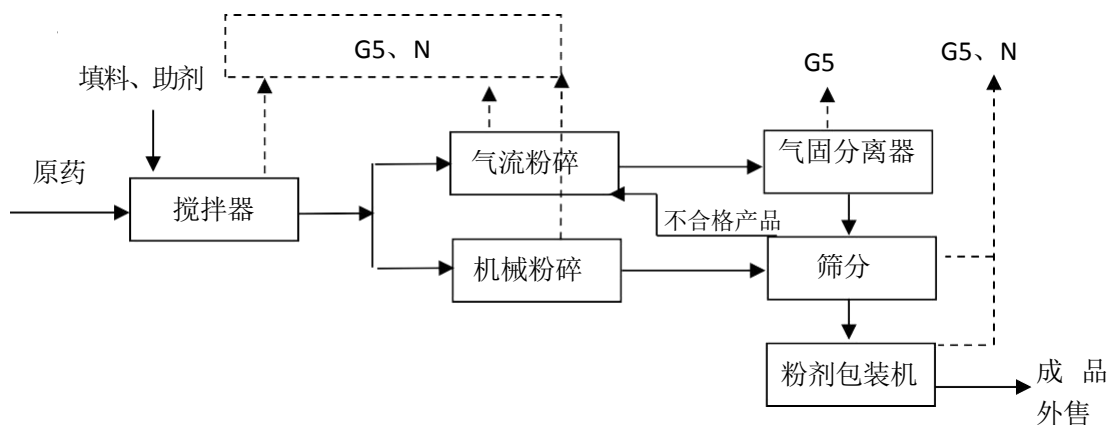 G5、N
G5、N
G5
填料、助剂
气流粉碎
气固分离器
原药
搅拌器
不合格产品
机械粉碎
筛分
粉剂包装机
成 品
外售